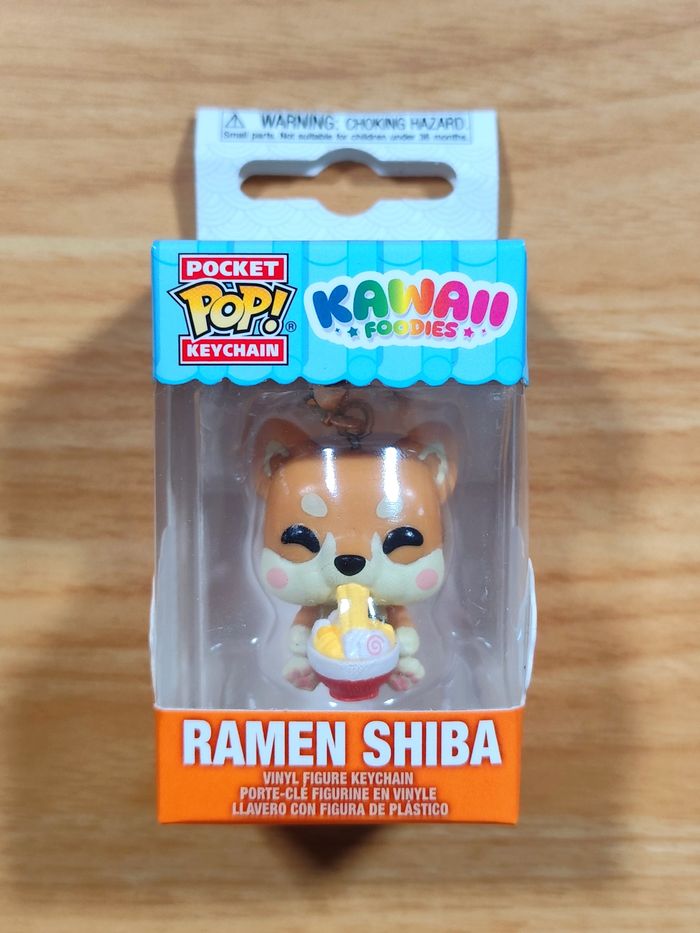 ⚠ WARNING: CHOKING HAZARD
Small parts. Not suitable for children under 36 months.
POCKET
POP!®
KEYCHAIN
KAWAII
FOODIES
RAMEN SHIBA
VINYL FIGURE KEYCHAIN
PORTE-CLÉ FIGURINE EN VINYLE
LLAVERO CON FIGURA DE PLÁSTICO